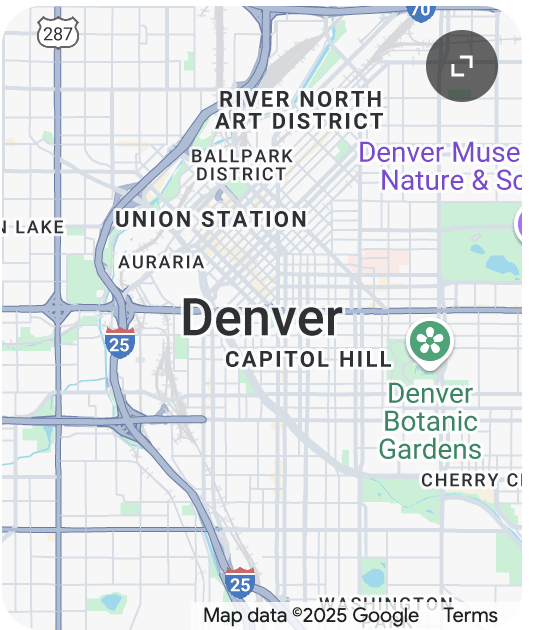 70
287
RIVER NORTH
ART DISTRICT
BALLPARK
DISTRICT
Denver Muse
Nature & Sc
UNION STATION
N LAKE
AURARIA
Denver
25
CAPITOL HILL
Denver
Botanic
Gardens
CHERRY C
25
WASHINGTON
Map data ©2025 Google
Terms